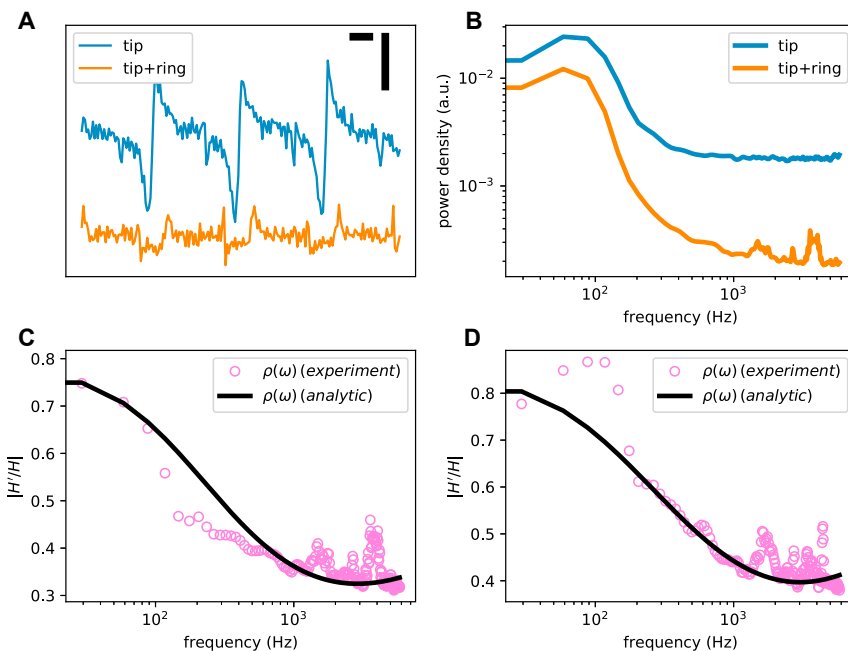 A
tip
tip+ring
B
tip
tip+ring
10⁻²
10⁻³
power density (a.u.)
10²
10³
frequency (Hz)
C
ρ(ω) (experiment)
ρ(ω) (analytic)
0.8
0.7
0.6
0.5
0.4
0.3
|H'/H|
10²
10³
frequency (Hz)
D
ρ(ω) (experiment)
ρ(ω) (analytic)
0.8
0.7
0.6
0.5
0.4
|H'/H|
10²
10³
frequency (Hz)